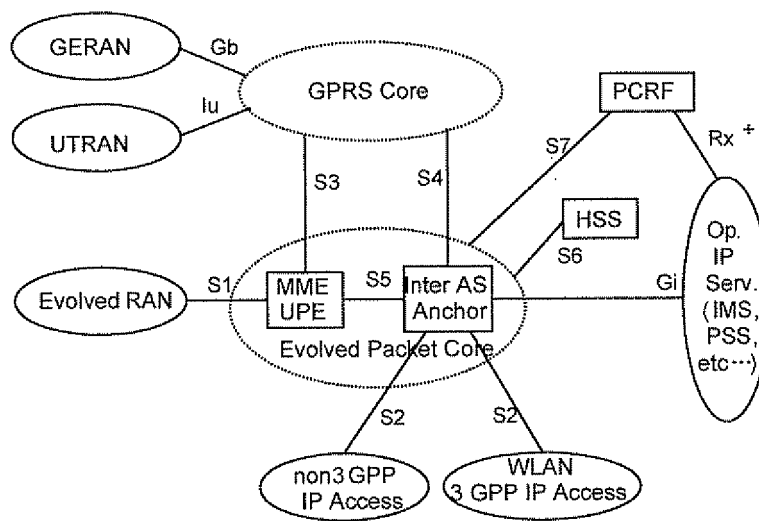 GERAN
Gb
GPRS Core
PCRF
Iu
UTRAN
Rx +
S7
S3
S4
HSS
S6
Op.
IP
Serv.
(IMS,
PSS,
etc…)
Evolved RAN
S1
MME
UPE
S5
Inter AS
Anchor
Gi
Evolved Packet Core
S2
S2
non3 GPP
IP Access
WLAN
3 GPP IP Access